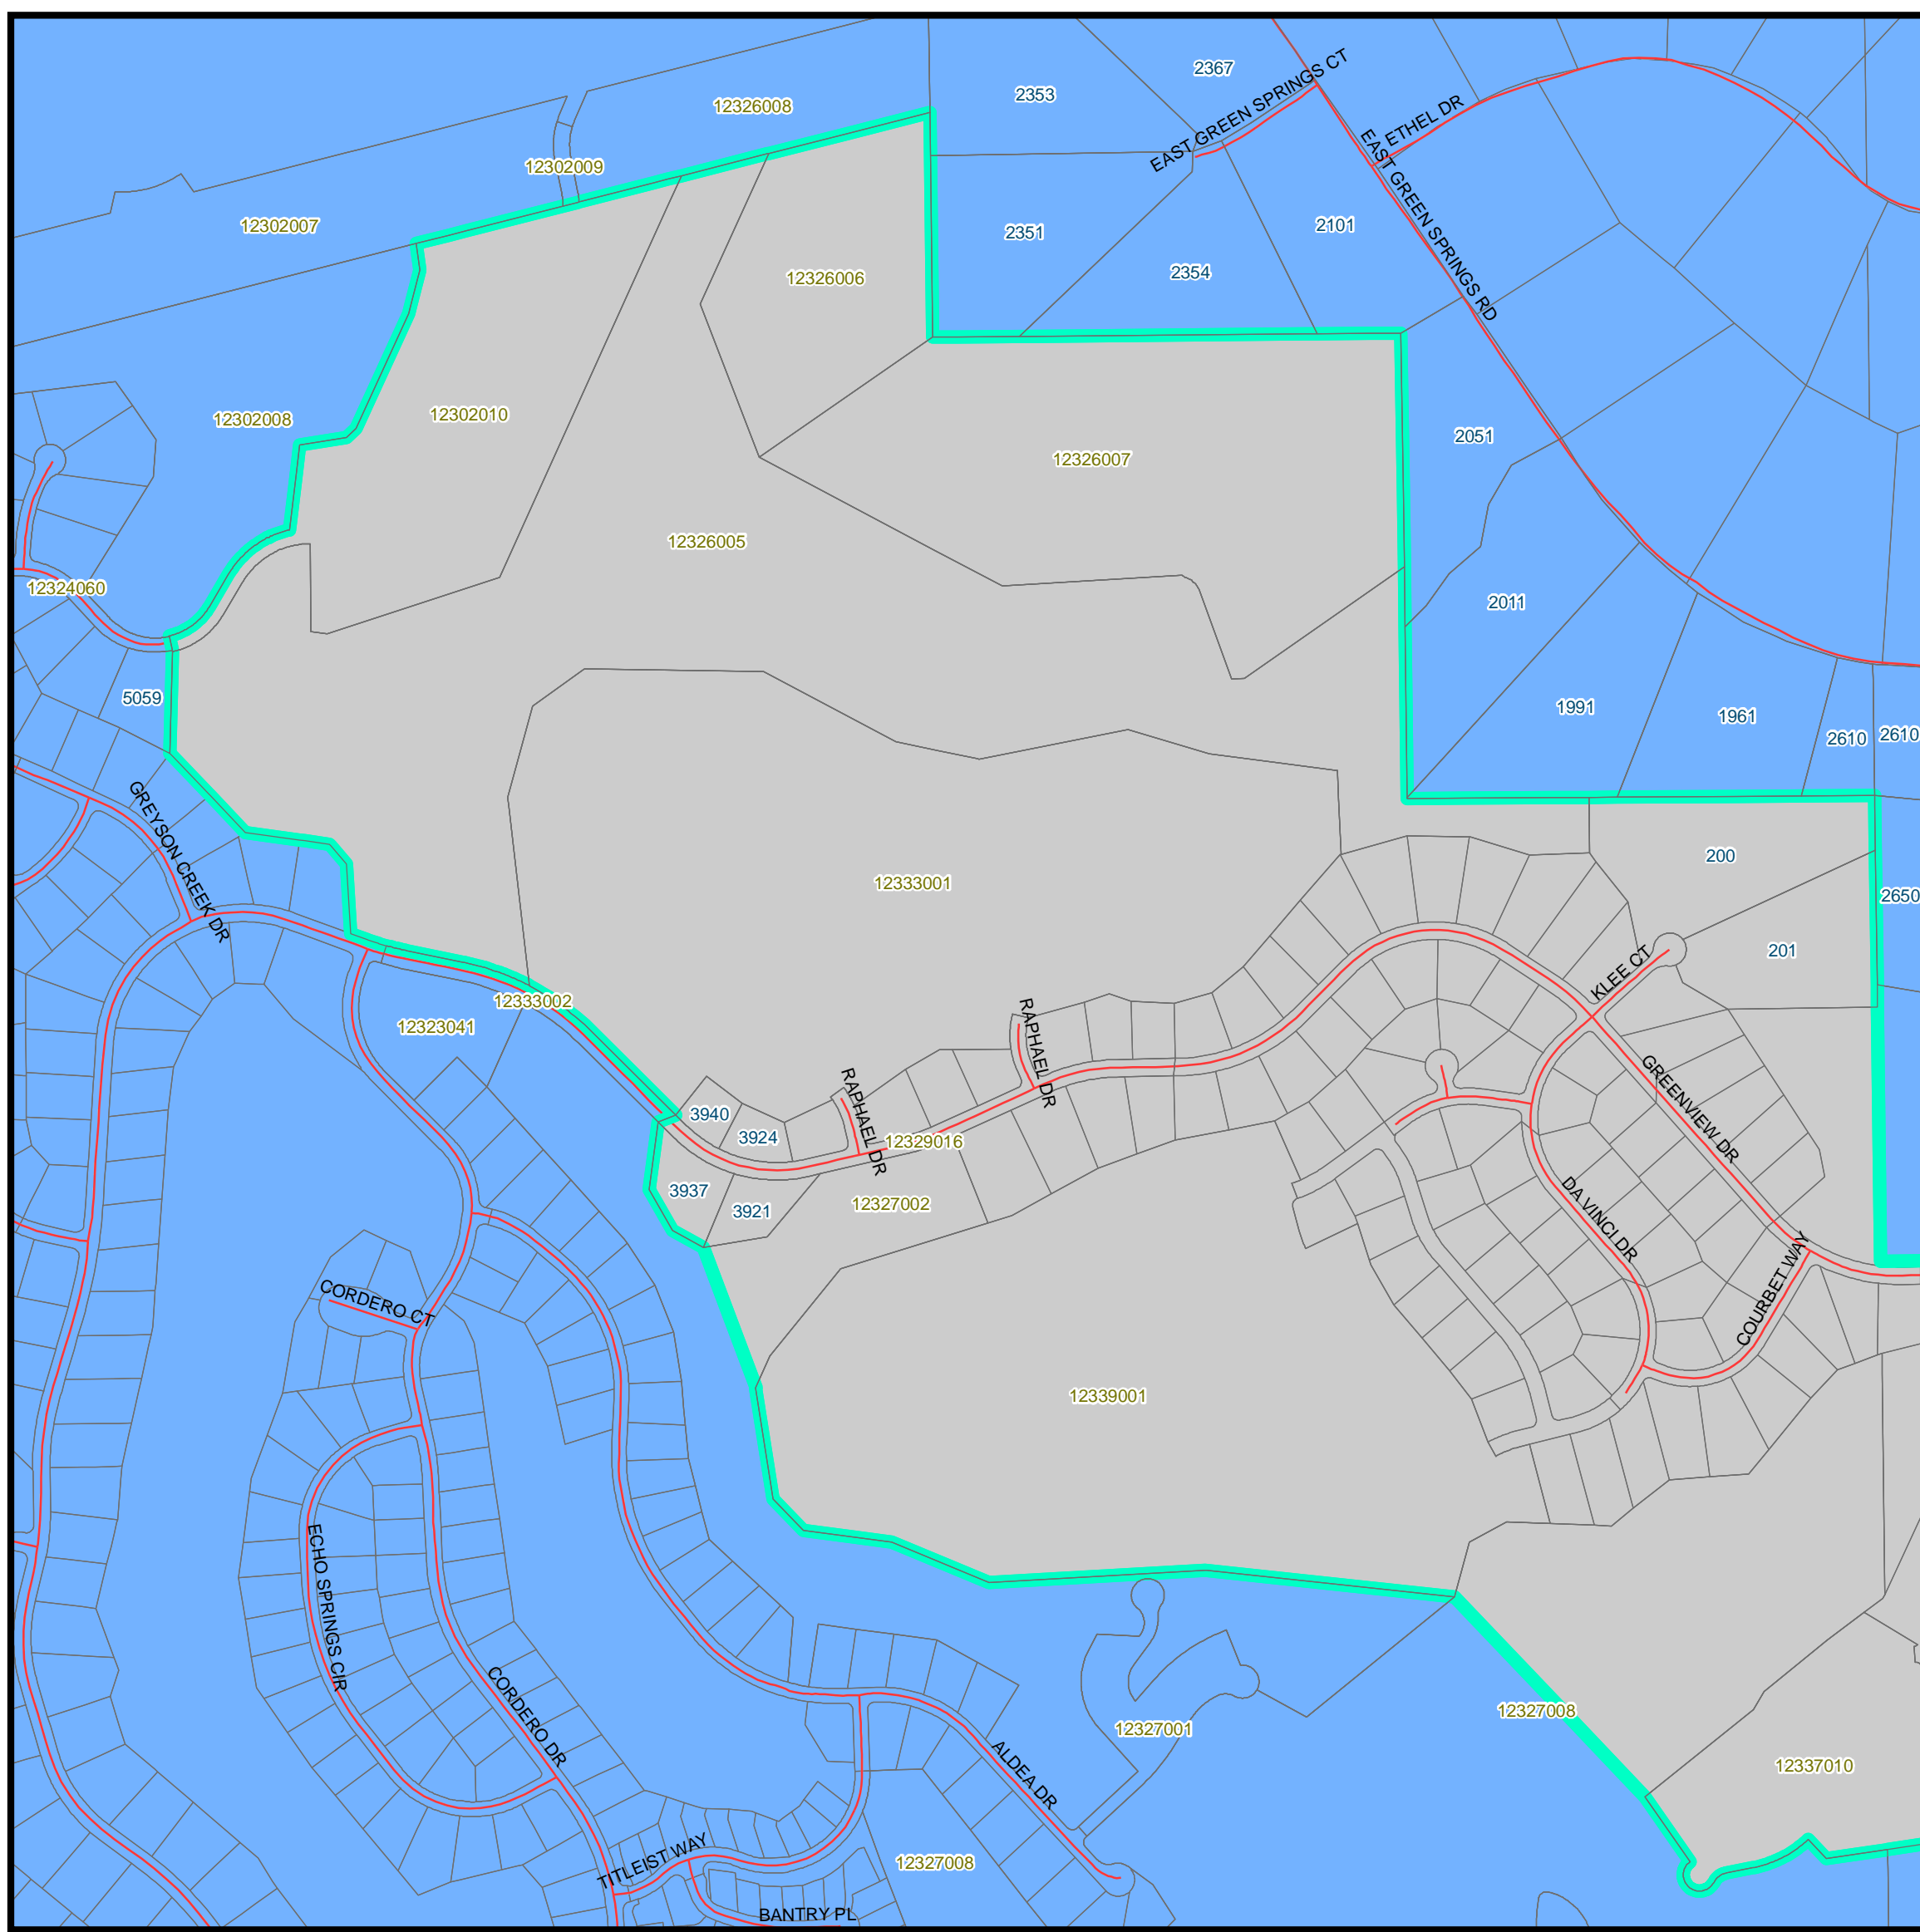 2367
2353
EAST GREEN SPRINGS CT
12326008
ETHEL DR
12302009
EAST GREEN SPRINGS RD
12302007
2351
2101
2354
12326006
12302008
12302010
2051
12326007
12326005
12324060
2011
5059
1991
1961
2610
2610
GREYSON CREEK DR
200
12333001
2650
201
KLEE CT
12333002
12323041
RAPHAEL DR
RAPHAEL DR
3940
3924
12329016
GREENVIEW DR
3937
3921
12327002
DA VINCI DR
COURBET WAY
CORDERO CT
12339001
ECHO SPRINGS CIR
CORDERO DR
12327008
12327001
ALDEA DR
12337010
TITLEIST WAY
12327008
BANTRY PL